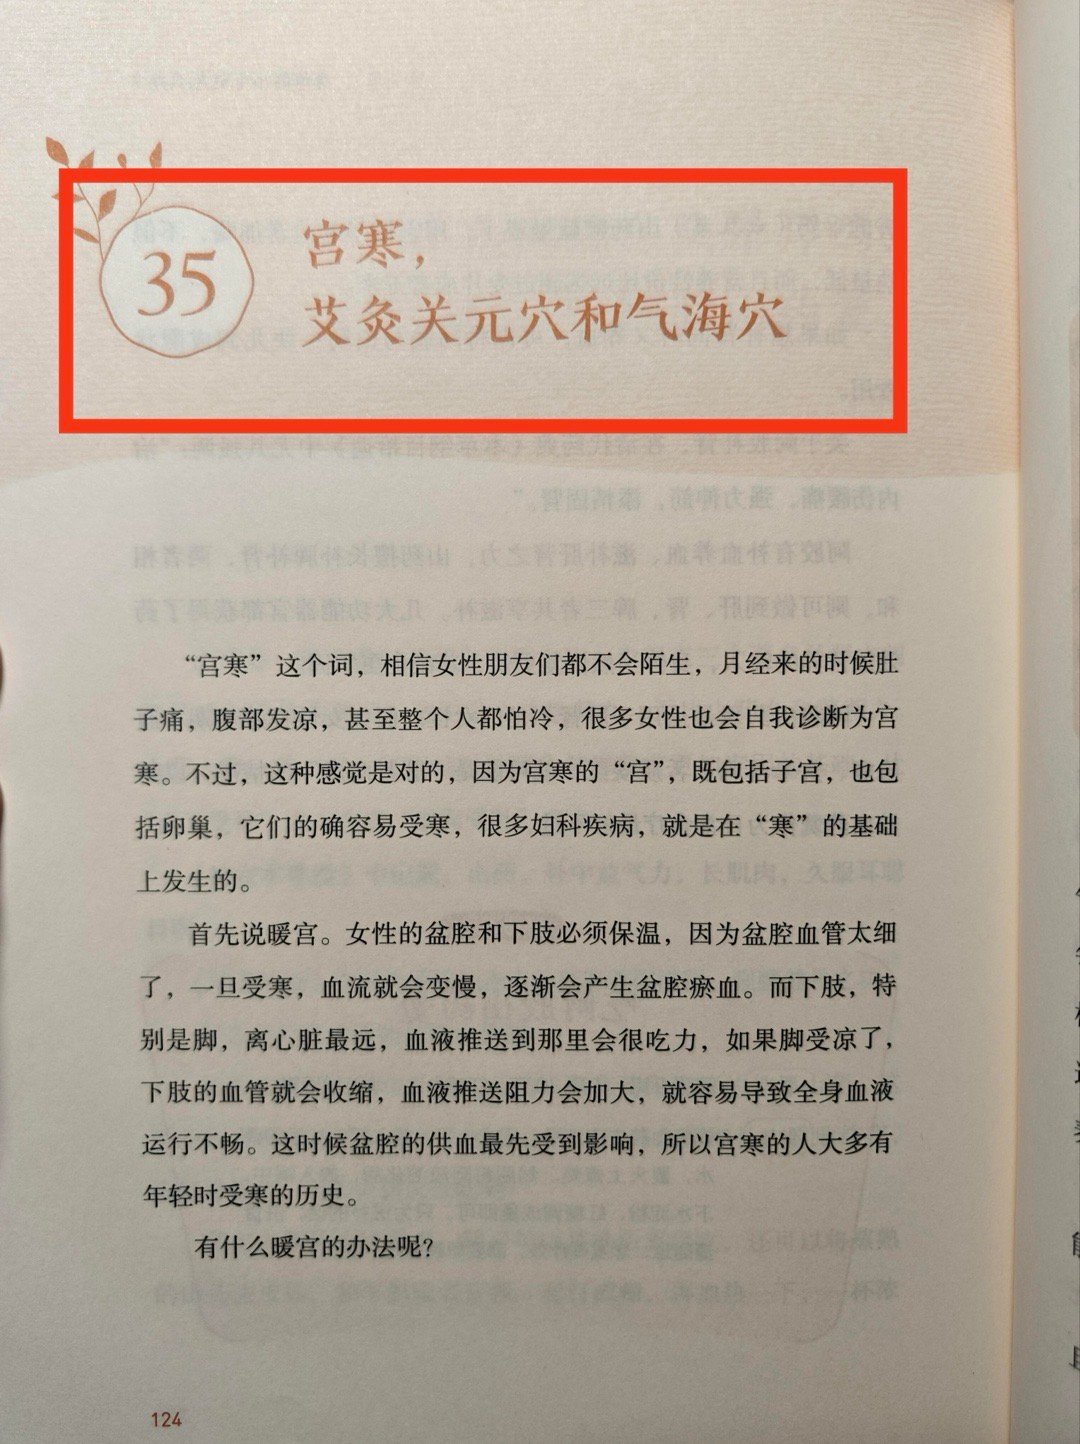 35
宫寒，
艾灸关元穴和气海穴
“宫寒”这个词，相信女性朋友们都不会陌生，月经来的时候肚
子痛，腹部发凉，甚至整个人都怕冷，很多女性也会自我诊断为宫
寒。不过，这种感觉是对的，因为宫寒的“宫”，既包括子宫，也包
括卵巢，它们的确容易受寒，很多妇科疾病，就是在“寒”的基础
上发生的。
首先说暖宫。女性的盆腔和下肢必须保温，因为盆腔血管太细
了，一旦受寒，血流就会变慢，逐渐会产生盆腔瘀血。而下肢，特
别是脚，离心脏最远，血液推送到那里会很吃力，如果脚受凉了，
下肢的血管就会收缩，血液推送阻力会加大，就容易导致全身血液
运行不畅。这时候盆腔的供血最先受到影响，所以宫寒的人大多有
年轻时受寒的历史。
有什么暖宫的办法呢？
124